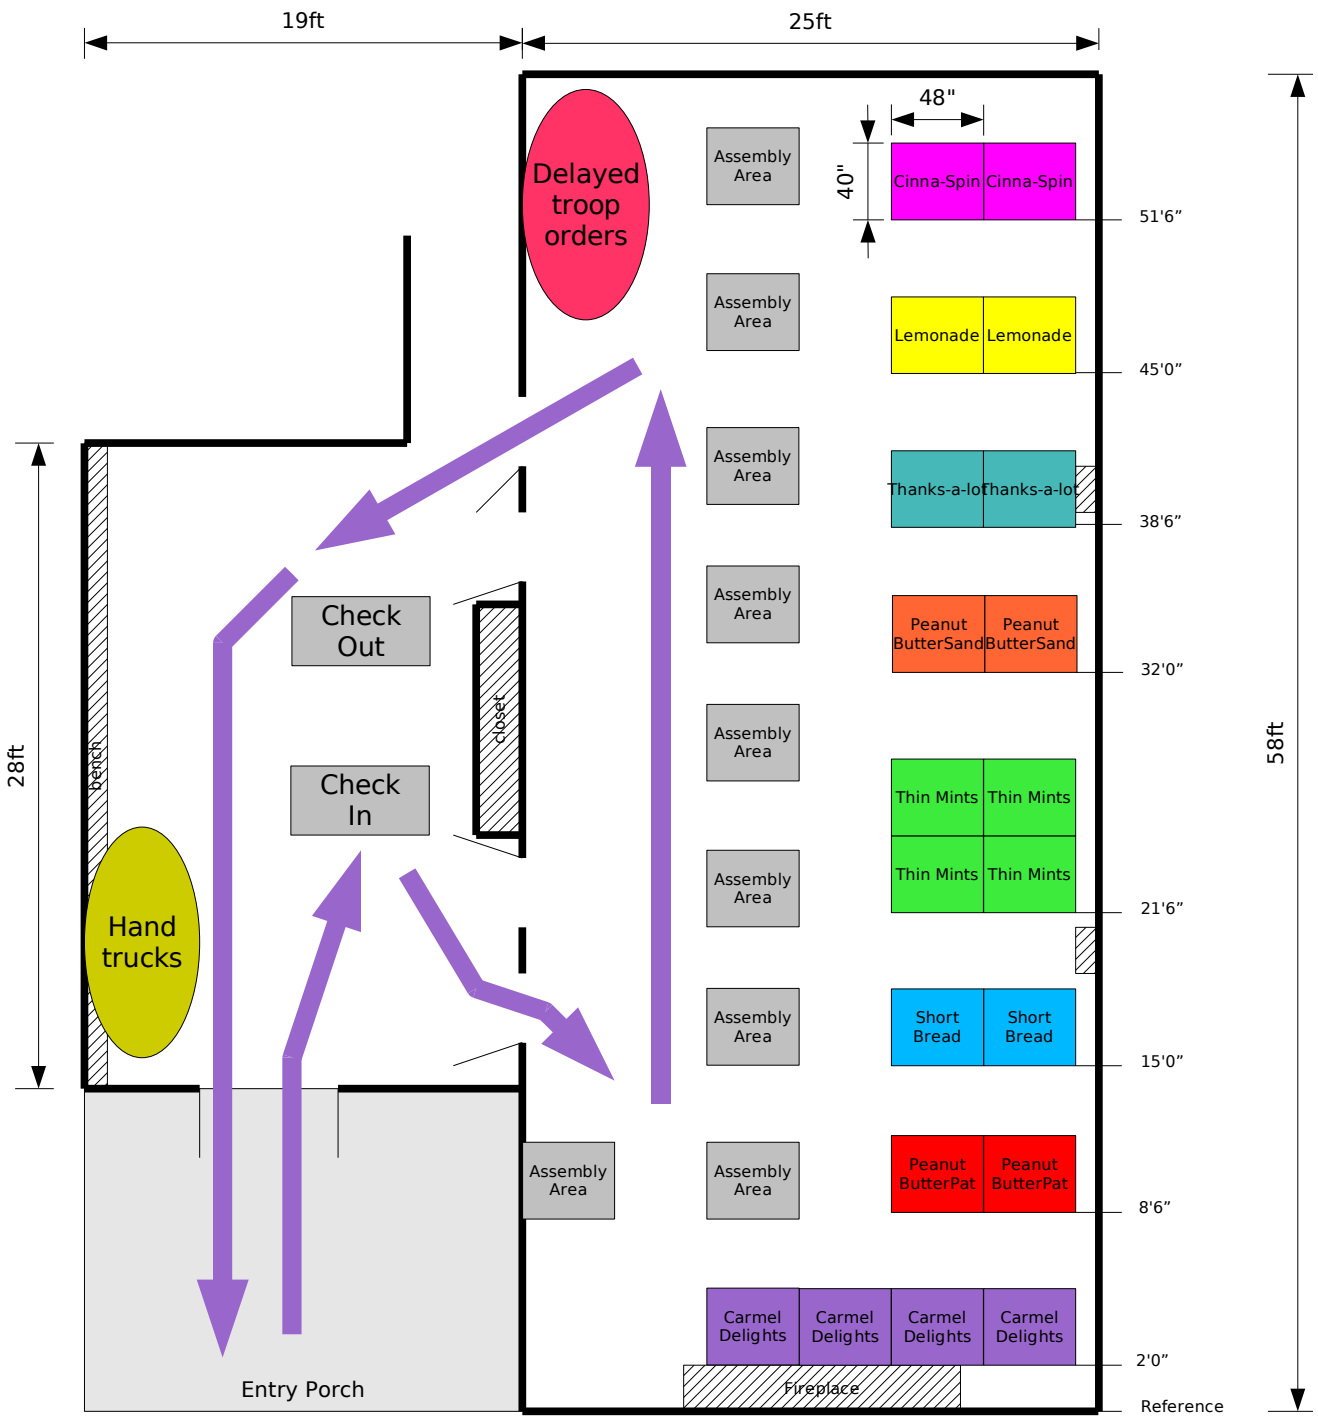 19ft
25ft
48"
40"
Delayed
troop
orders
Assembly
Area
Cinna-Spin
Cinna-Spin
51'6”
Assembly
Area
Lemonade
Lemonade
45'0”
Assembly
Area
Thanks-a-lot
Thanks-a-lot
38'6”
Check
Out
Assembly
Area
Peanut
ButterSand
Peanut
ButterSand
32'0”
28ft
bench
closet
58ft
Check
In
Assembly
Area
Thin Mints
Thin Mints
Thin Mints
Thin Mints
21'6”
Assembly
Area
Hand
trucks
Assembly
Area
Short
Bread
Short
Bread
15'0”
Assembly
Area
Assembly
Area
Peanut
ButterPat
Peanut
ButterPat
8'6”
Carmel
Delights
Carmel
Delights
Carmel
Delights
Carmel
Delights
2'0”
Entry Porch
Fireplace
Reference